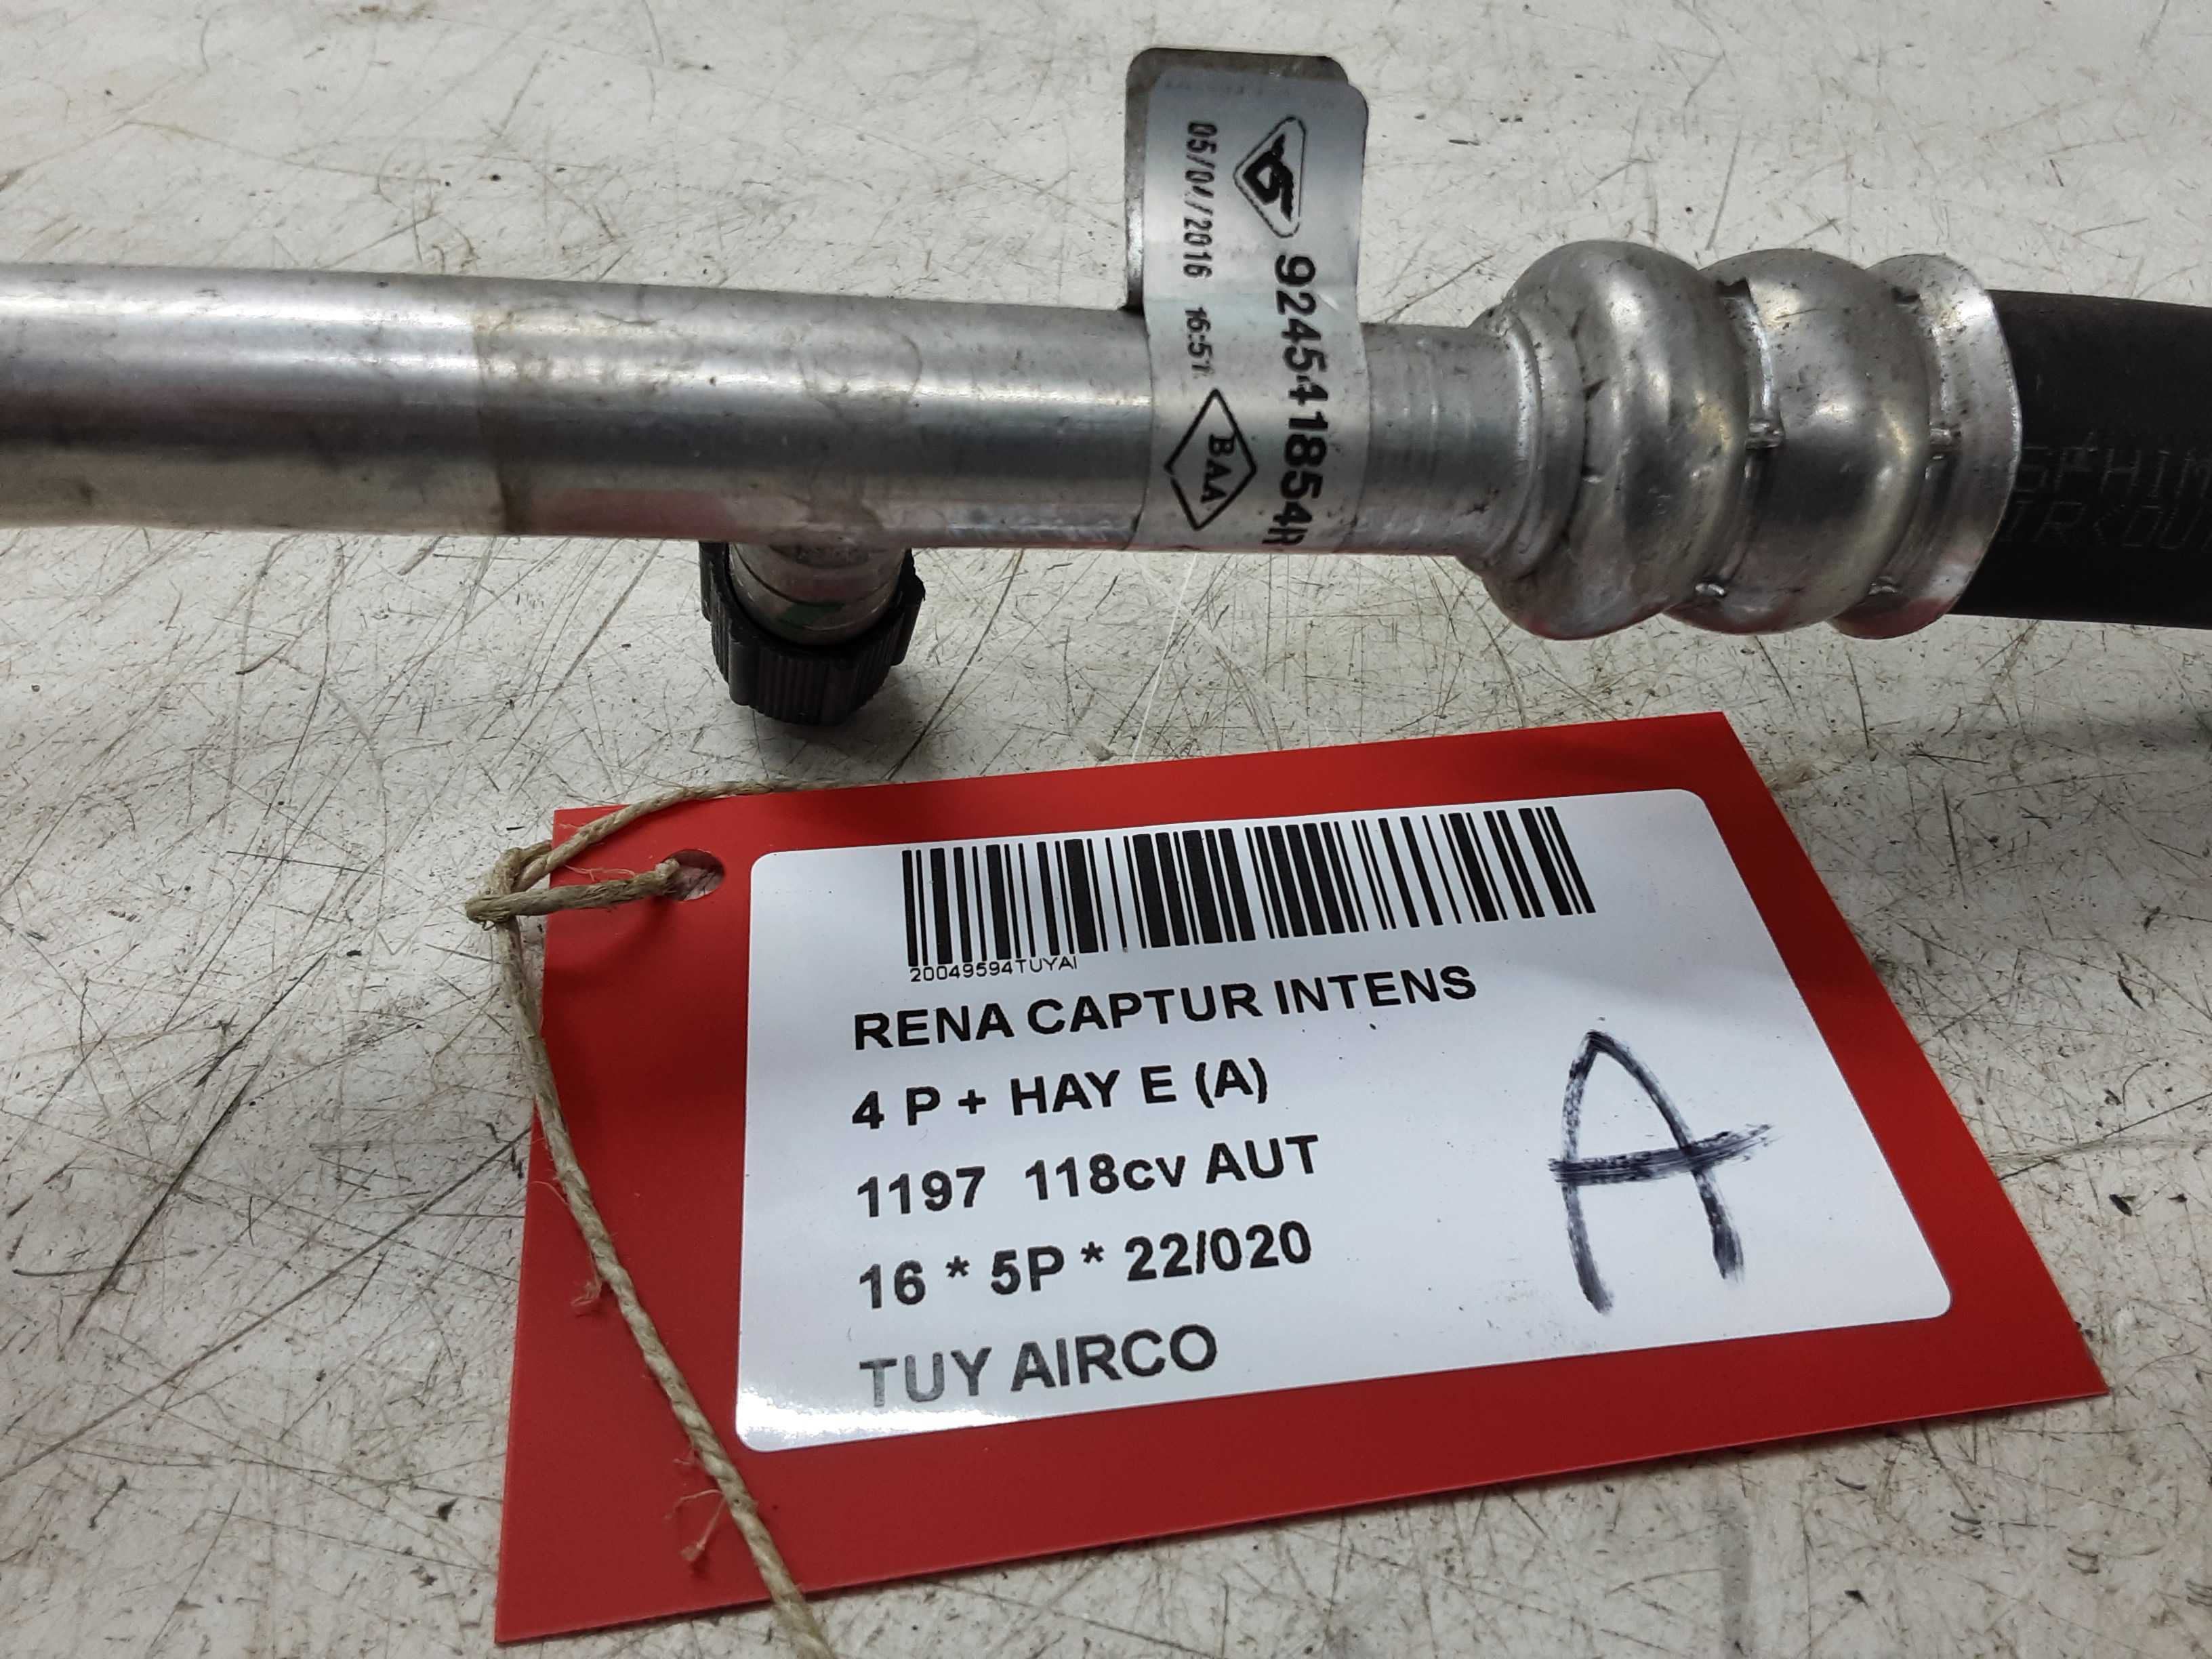 924541854R
05/0 /2016 16:51
BAA
20049594TUYAI
RENA CAPTUR INTENS
4 P + HAY E (A)
1197 118cv AUT
16 * 5P * 22/020
TUY AIRCO
A